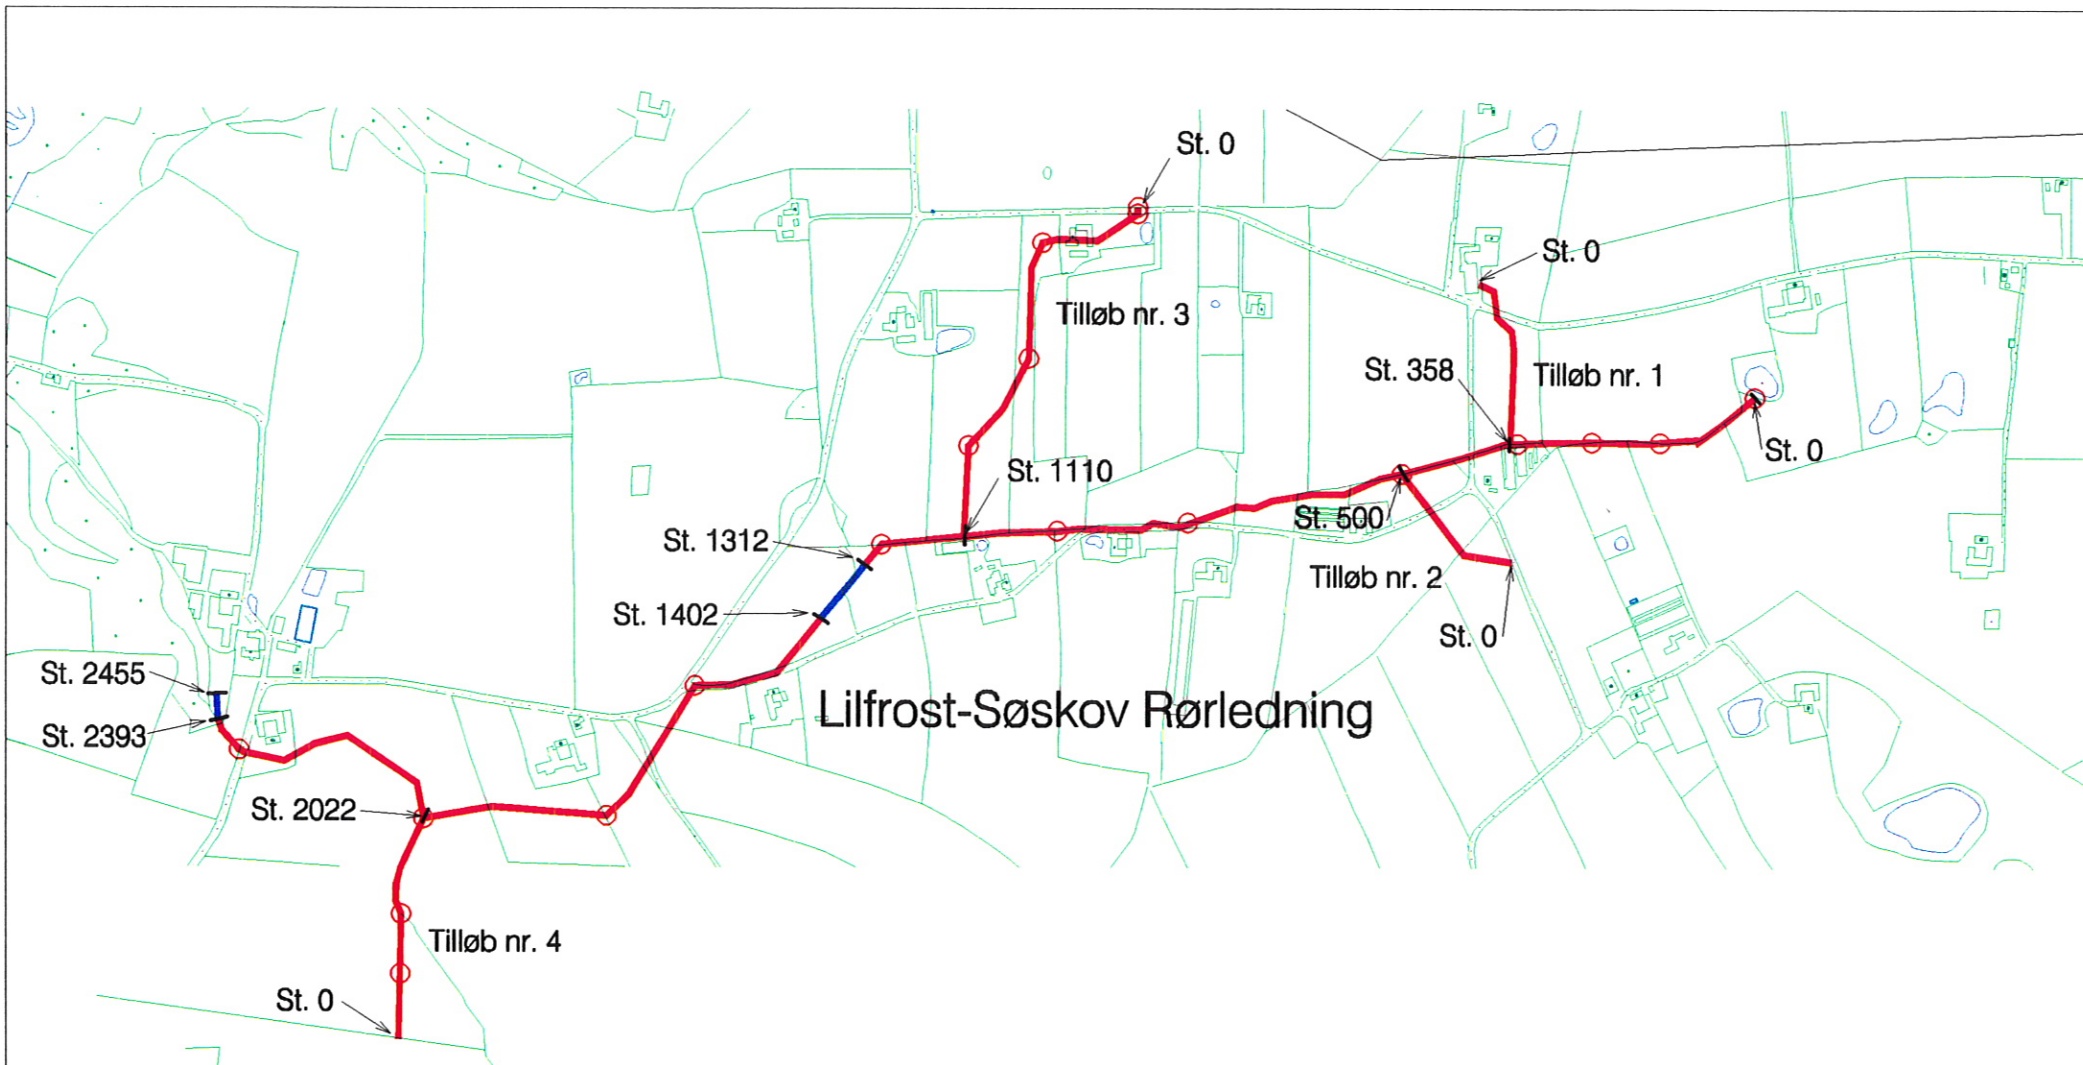 St. 0
St. 0
Tilløb nr. 3
St. 358
Tilløb nr. 1
St. 0
St. 1110
St. 500
St. 1312
Tilløb nr. 2
St. 1402
St. 0
St. 2455
Lilfrost-Søskov Rørledning
St. 2393
St. 2022
Tilløb nr. 4
St. 0